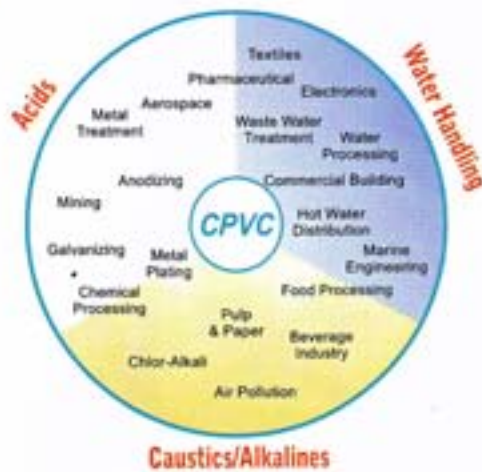 Textiles
Pharmaceutical
Electronics
Aerospace
Metal
Treatment
Waste Water
Treatment
Water
Processing
Acids
Water Handling
Anodizing
Commercial Building
Mining
CPVC
Hot Water
Distribution
Galvanizing
Metal
Plating
Marine
Engineering
Chemical
Processing
Food Processing
Pulp
& Paper
Beverage
Industry
Chlor-Alkali
Air Pollution
Caustics/Alkalines